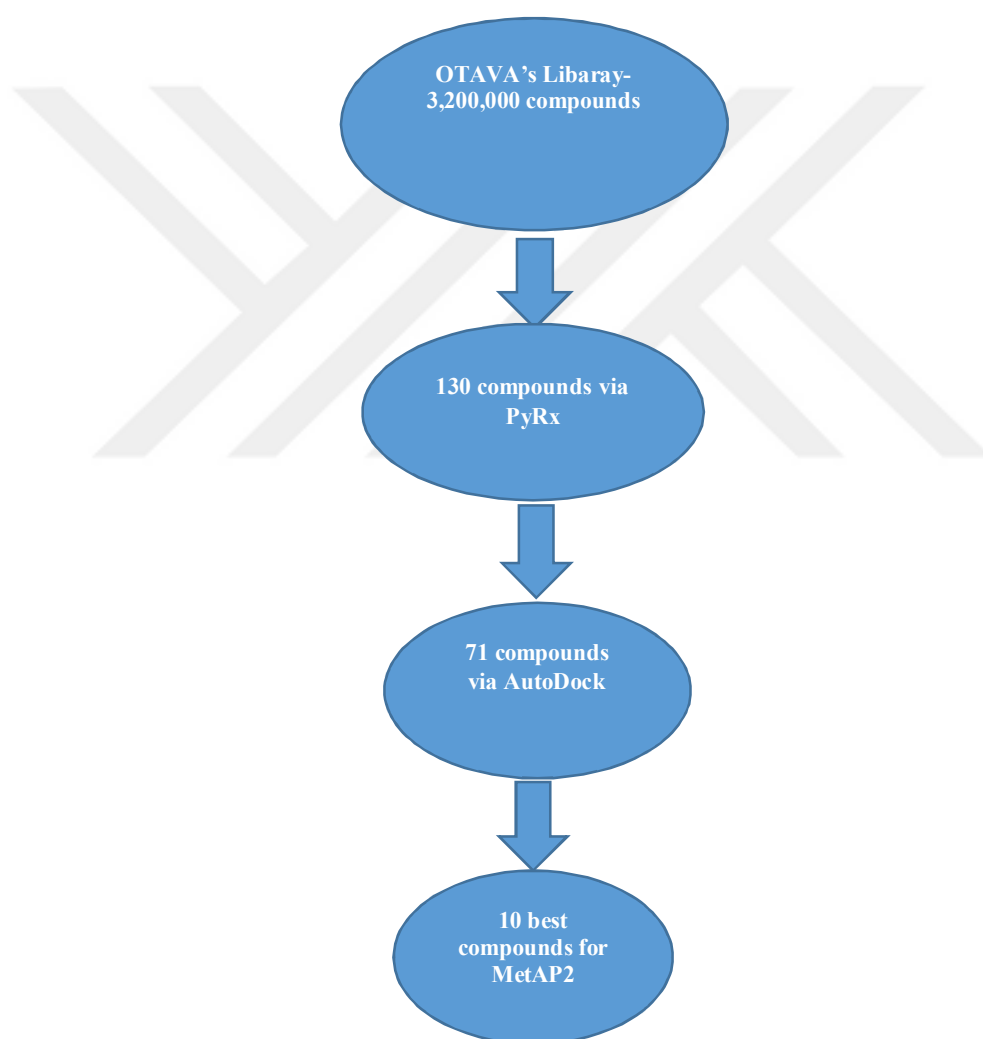 OTAVA’s Libaray-
3,200,000 compounds
130 compounds via
PyRx
71 compounds
via AutoDock
10 best
compounds for
MetAP2